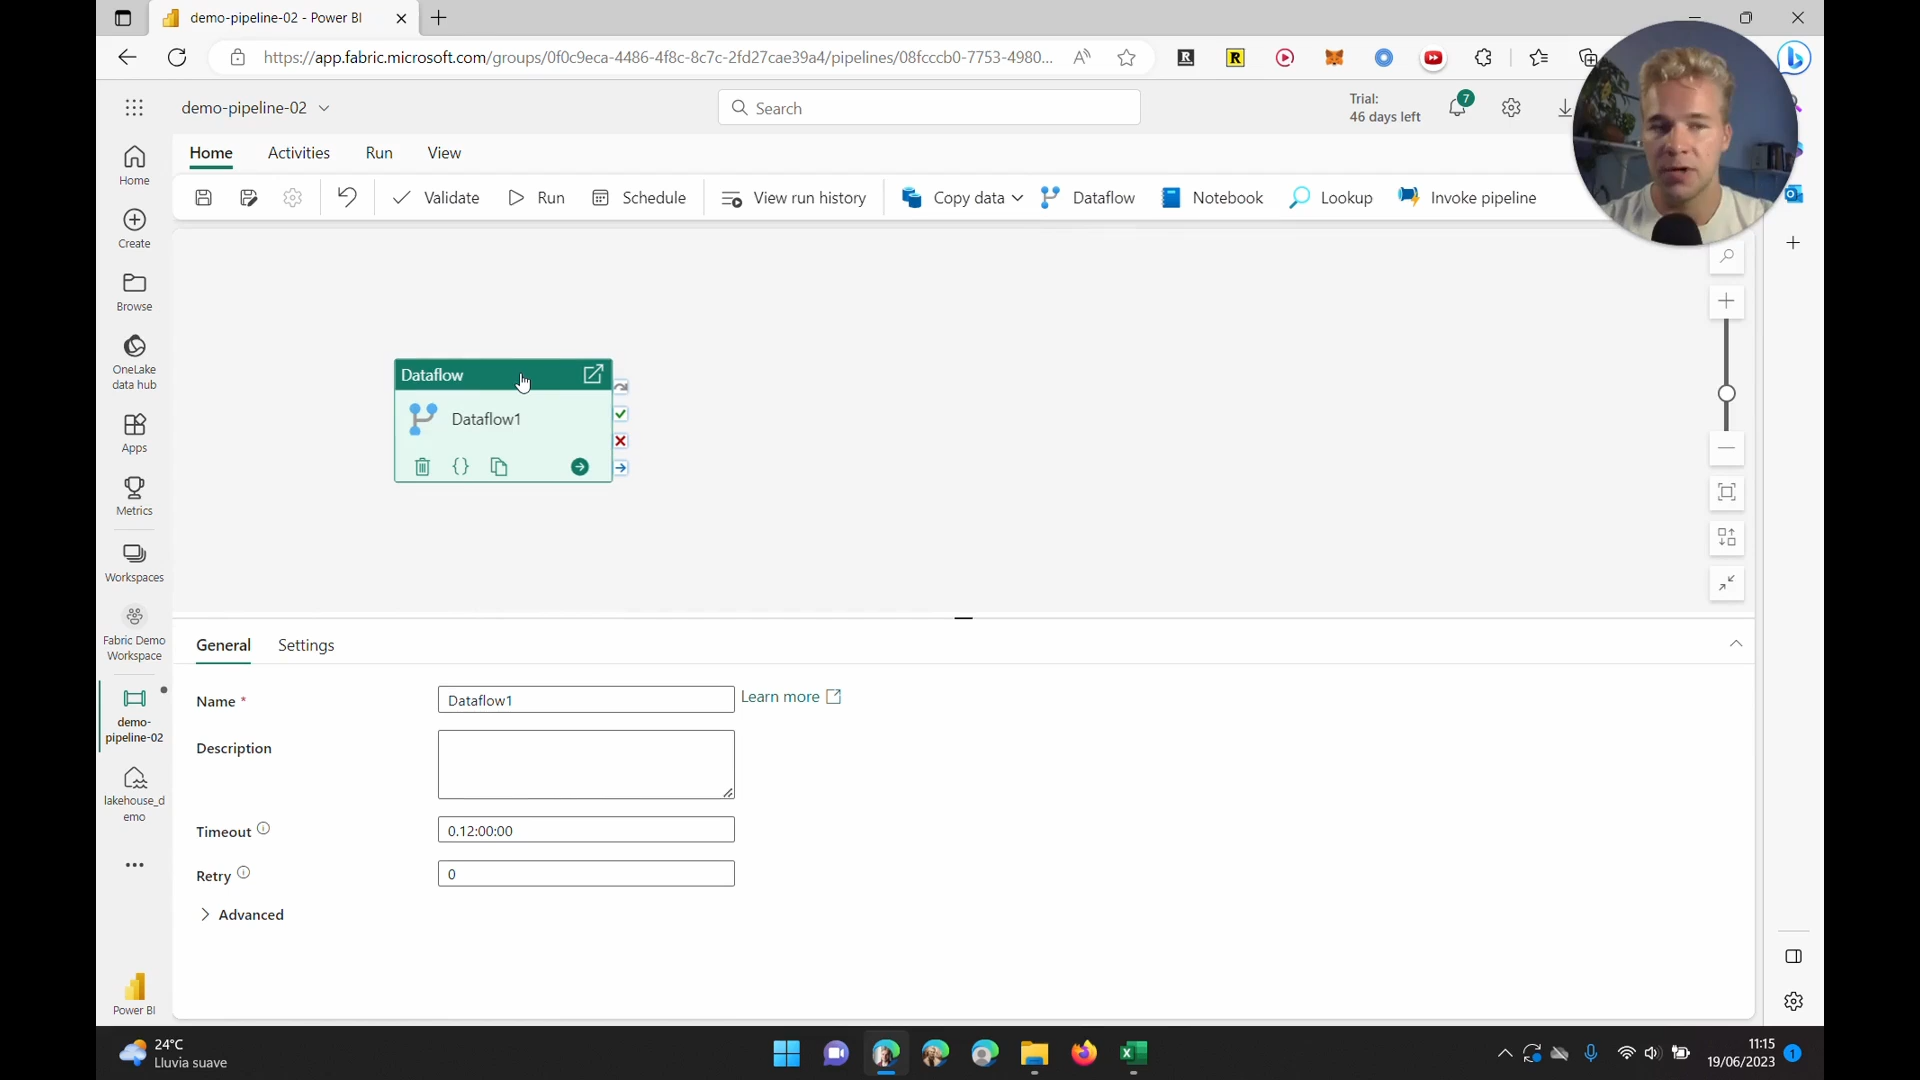 demo-pipeline-02 - Power BI
https://app.fabric.microsoft.com/groups/0f0c9eca-4486-4f8c-8c7c-2fd27cae39a4/pipelines/08fcccb0-7753-4980...
demo-pipeline-02
Search
Trial:
46 days left
7
Home Activities Run View
Validate Run Schedule View run history Copy data Dataflow Notebook Lookup Invoke pipeline
Home
Create
Browse
OneLake
data hub
Apps
Metrics
Workspaces
Fabric Demo
Workspace
demo-
pipeline-02
lakehouse_d
emo
Power BI
Dataflow
Dataflow1
General Settings
Name * Dataflow1 Learn more
Description
Timeout 0.12:00:00
Retry 0
Advanced
24°C
Lluvia suave
11:15
19/06/2023
1